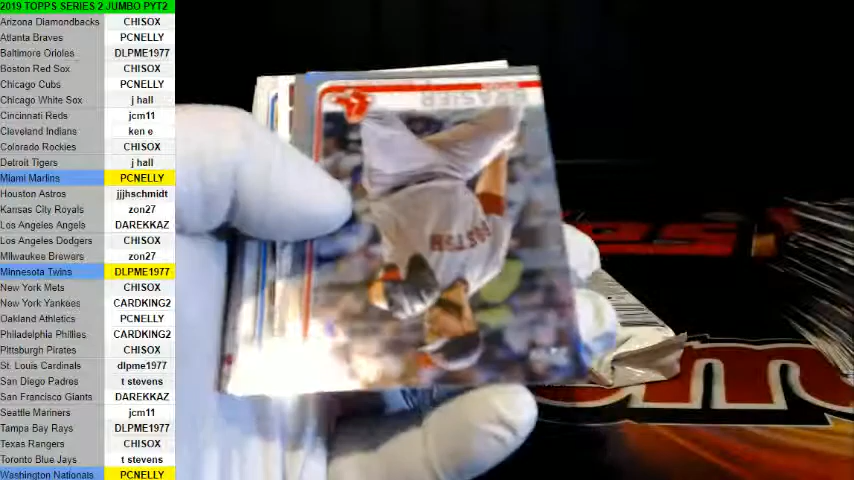 2019 TOPPS SERIES 2 JUMBO PYT2
Arizona Diamondbacks CHISOX
Atlanta Braves PCNELLY
Baltimore Orioles DLPME1977
Boston Red Sox CHISOX
Chicago Cubs PCNELLY
Chicago White Sox j hall
Cincinnati Reds jcm11
Cleveland Indians ken e
Colorado Rockies CHISOX
Detroit Tigers j hall
Miami Marlins PCNELLY
Houston Astros jjjhschmidt
Kansas City Royals zon27
Los Angeles Angels DAREKKAZ
Los Angeles Dodgers CHISOX
Milwaukee Brewers zon27
Minnesota Twins DLPME1977
New York Mets CHISOX
New York Yankees CARDKING2
Oakland Athletics PCNELLY
Philadelphia Phillies CARDKING2
Pittsburgh Pirates CHISOX
St. Louis Cardinals dlpme1977
San Diego Padres t stevens
San Francisco Giants DAREKKAZ
Seattle Mariners jcm11
Tampa Bay Rays DLPME1977
Texas Rangers CHISOX
Toronto Blue Jays t stevens
Washington Nationals PCNELLY
BRASIER
BOSTON